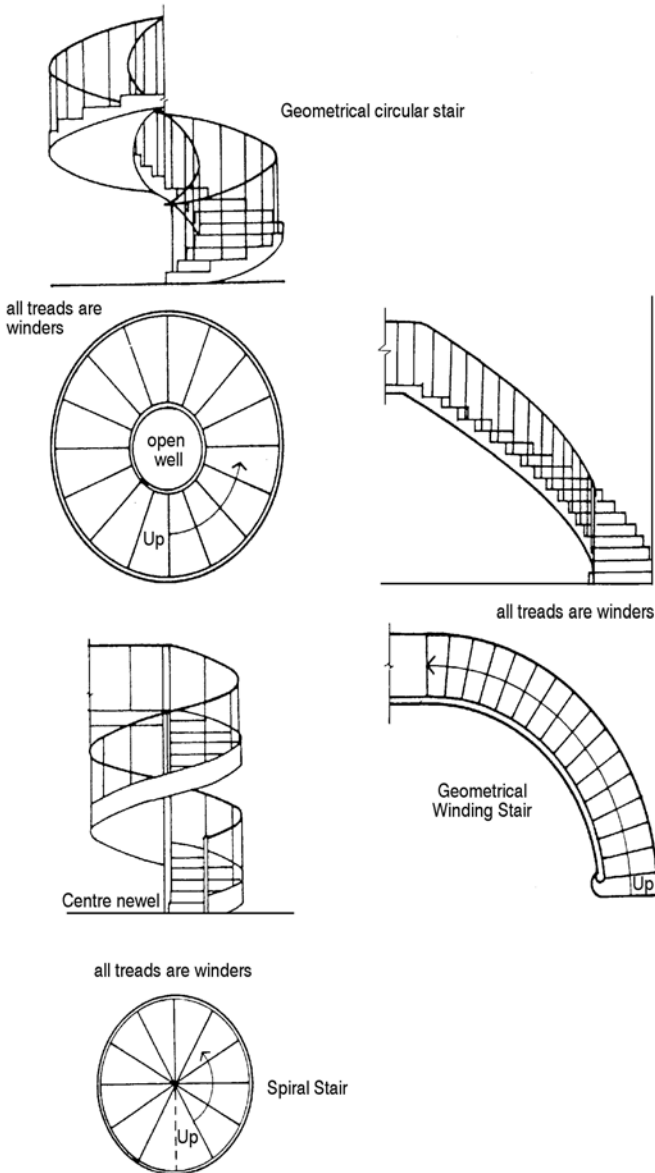 Geometrical circular stair
all treads are
winders
open
well
Up
all treads are winders
Geometrical
Winding Stair
Up
Centre newel
all treads are winders
Spiral Stair
Up